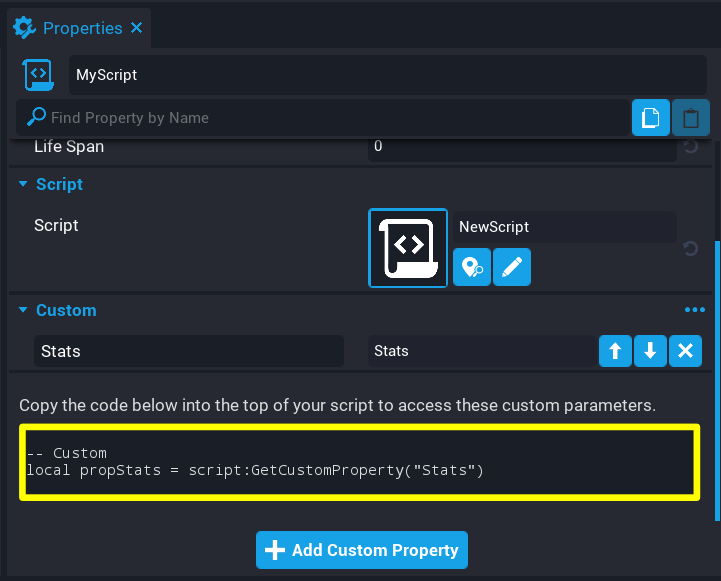 Properties
MyScript
Find Property by Name
Life Span 0
Script
Script NewScript
Custom
Stats Stats
Copy the code below into the top of your script to access these custom parameters.
-- Custom
local propStats = script:GetCustomProperty("Stats")
Add Custom Property